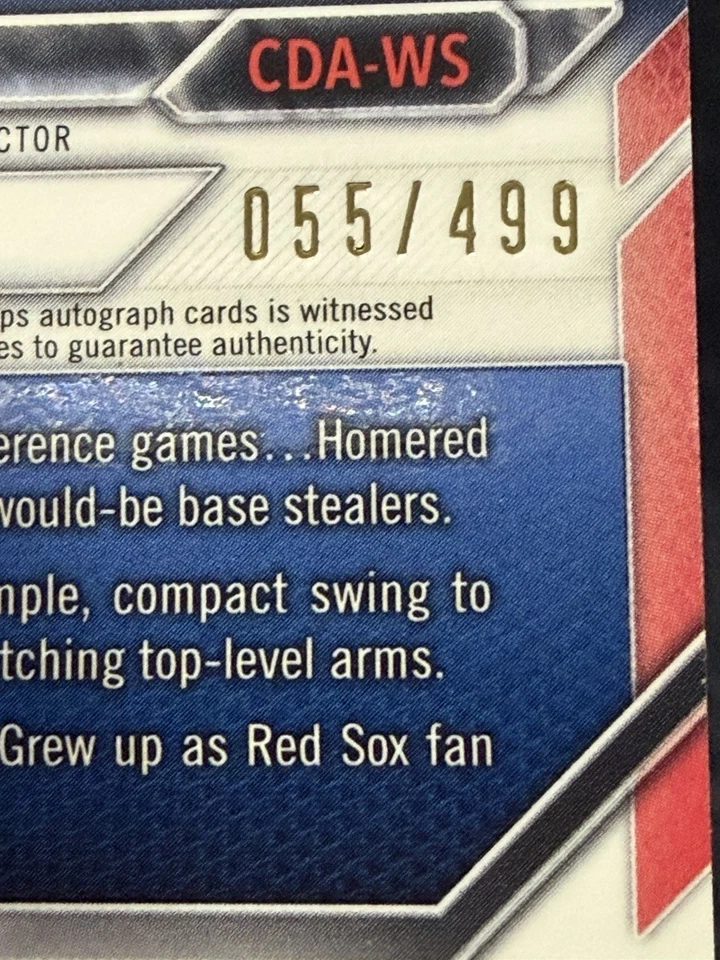 CDA-WS
CTOR
055/499
ps autograph cards is witnessed
es to guarantee authenticity.
erence games...Homered
would-be base stealers.
mple, compact swing to
tching top-level arms.
Grew up as Red Sox fan